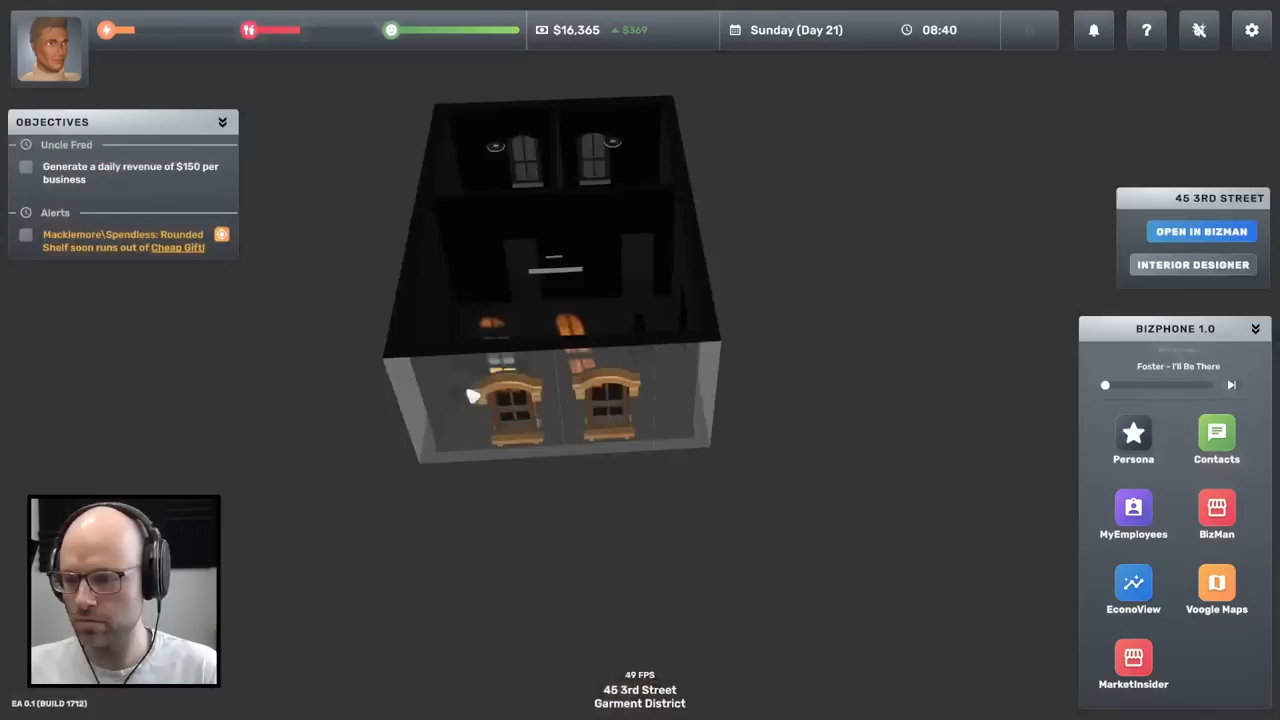 $16,365
$369
Sunday (Day 21)
08:40
?
OBJECTIVES
Uncle Fred
Generate a daily revenue of $150 per
business
Alerts
Mackiemore\Spendless: Rounded
Shelf soon runs out of Cheap Gift!
45 3RD STREET
OPEN IN BIZMAN
INTERIOR DESIGNER
BIZPHONE 1.0
Foster - I'll Be There
Persona
Contacts
MyEmployees
BizMan
EconoView
Voogle Maps
MarketInsider
49 FPS
45 3rd Street
Garment District
EA 0.1 (BUILD 1712)